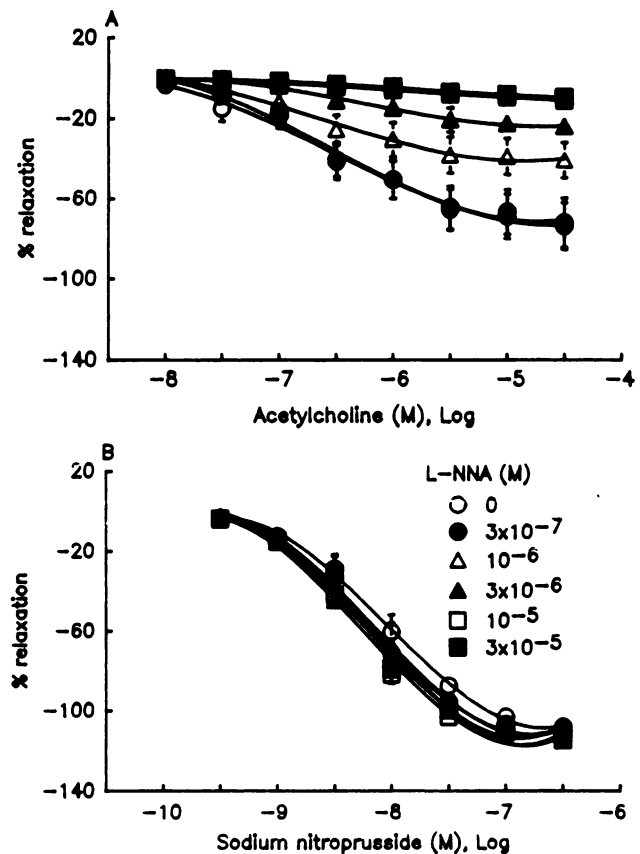 A
20
−20
−60
−100
−140
% relaxation
−8 −7 −6 −5 −4
Acetylcholine (M), Log
B
20
−20
−60
−100
−140
% relaxation
L−NNA (M)
0
3x10−7
10−6
3x10−6
10−5
3x10−5
−10 −9 −8 −7 −6
Sodium nitroprusside (M), Log